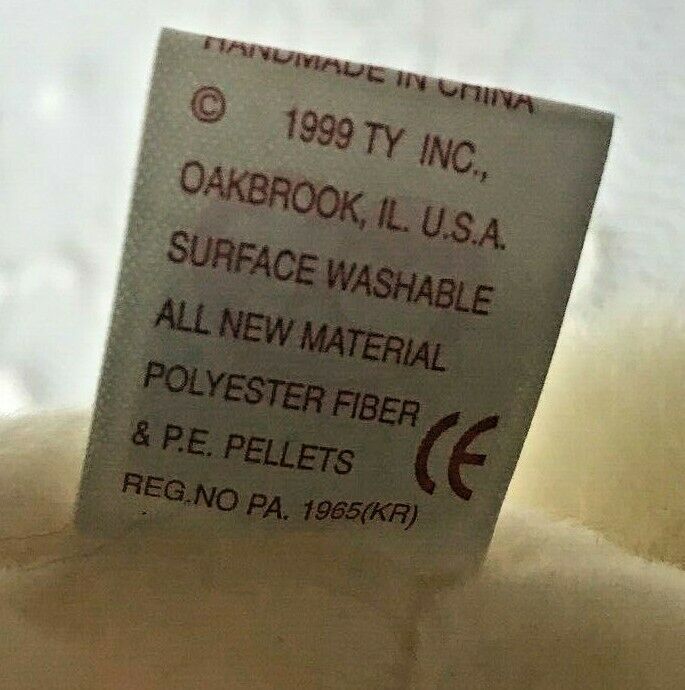 HANDMADE IN CHINA
© 1999 TY INC.,
OAKBROOK, IL. U.S.A.
SURFACE WASHABLE
ALL NEW MATERIAL
POLYESTER FIBER
& P.E. PELLETS CE
REG.NO PA. 1965(KR)